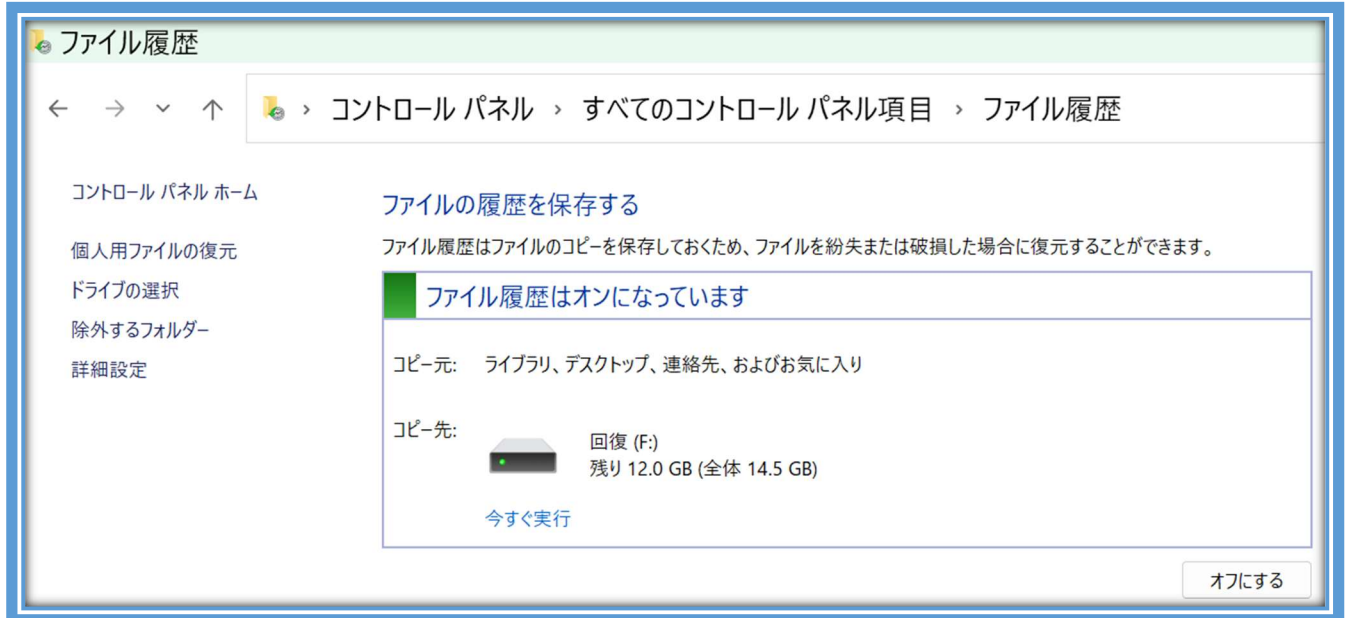 ファイル履歴
コントロール パネル › すべてのコントロール パネル項目 › ファイル履歴
コントロール パネル ホーム
個人用ファイルの復元
ドライブの選択
除外するフォルダー
詳細設定
ファイルの履歴を保存する
ファイル履歴はファイルのコピーを保存しておくため、ファイルを紛失または破損した場合に復元することができます。
ファイル履歴はオンになっています
コピー元: ライブラリ、デスクトップ、連絡先、およびお気に入り
コピー先:
回復 (F:)
残り 12.0 GB (全体 14.5 GB)
今すぐ実行
オフにする